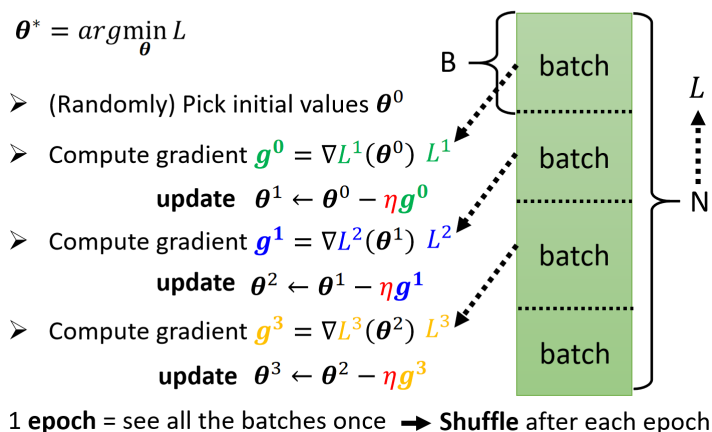 𝜽* = argmin L
𝜽
➢ (Randomly) Pick initial values 𝜽⁰
➢ Compute gradient g⁰ = ∇L¹(𝜽⁰) L¹
update 𝜽¹ ← 𝜽⁰ − ηg⁰
➢ Compute gradient g¹ = ∇L²(𝜽¹) L²
update 𝜽² ← 𝜽¹ − ηg¹
➢ Compute gradient g³ = ∇L³(𝜽²) L³
update 𝜽³ ← 𝜽² − ηg³
B
batch
batch
batch
batch
L
N
1 epoch = see all the batches once ➡ Shuffle after each epoch